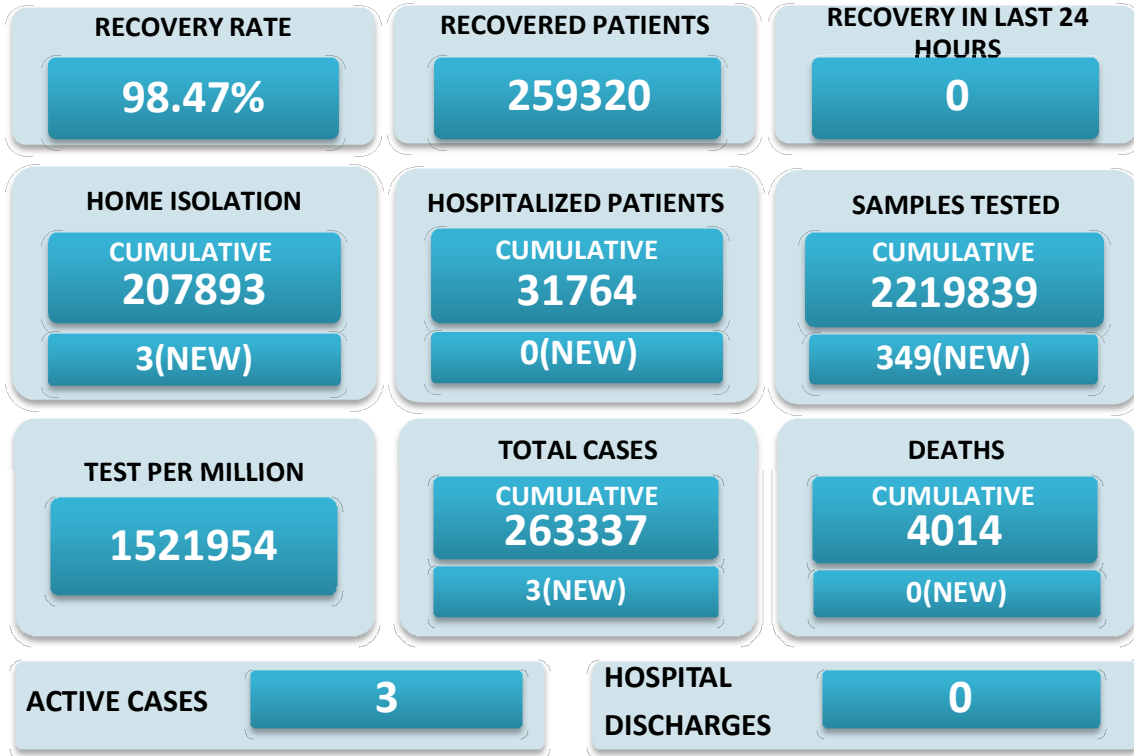 RECOVERY RATE
98.47%
RECOVERED PATIENTS
259320
RECOVERY IN LAST 24
HOURS
0
HOME ISOLATION
CUMULATIVE
207893
3(NEW)
HOSPITALIZED PATIENTS
CUMULATIVE
31764
0(NEW)
SAMPLES TESTED
CUMULATIVE
2219839
349(NEW)
TEST PER MILLION
1521954
TOTAL CASES
CUMULATIVE
263337
3(NEW)
DEATHS
CUMULATIVE
4014
0(NEW)
ACTIVE CASES
3
HOSPITAL
DISCHARGES
0